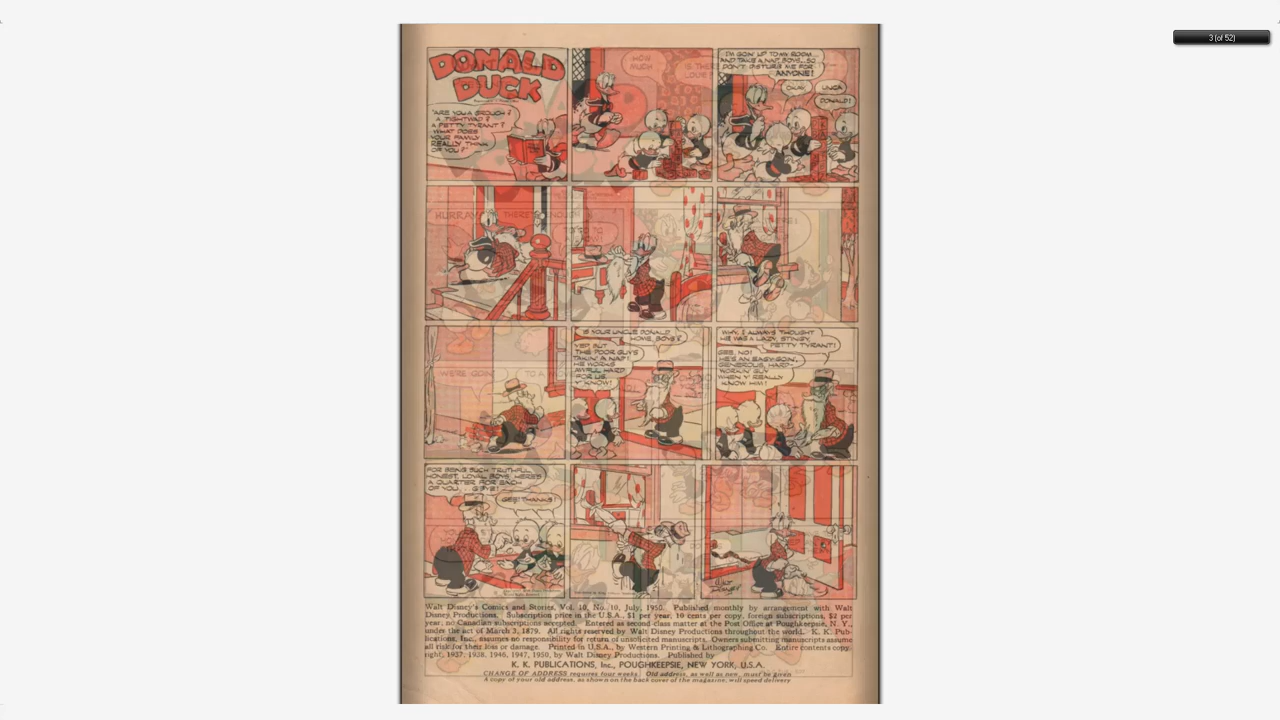 3 (of 52)
DONALD
DUCK
"ARE YOU A GROUCH?
A TIGHTWAD?
A PETTY TYRANT?
WHAT DOES
YOUR FAMILY
REALLY THINK
OF YOU?"
HOW
MUCH
I'M GOIN' UP TO MY ROOM...
AND TAKE A NAP, BOYS...SO
DON'T DISTURB ME FOR
ANYONE!
OKAY,
UNCA
DONALD!
HURRAY
THERE'S ENOUGH
WE'RE GOING TO A
IS YOUR UNCLE DONALD
HOME, BOYS?
YEP, BUT
THE POOR GUY'S
TAKIN' A NAP!
HE WORKS
AWFULL HARD
FOR US,
Y'KNOW!
WHY, I ALWAYS THOUGHT
HE WAS A LAZY, STINGY,
PETTY TYRANT!
GEE, NO!
HE'S AN EASY-GOIN',
GENEROUS, HARD-
WORKIN' GUY
WHEN Y' REALLY
KNOW HIM!
FOR BEING SUCH TRUTHFUL,
HONEST, LOYAL BOYS, HERE'S
A QUARTER FOR EACH
OF YOU.
GEE! THANKS!
WALT
DISNEY
Walt Disney's Comics and Stories, Vol. 10, No. 10, July, 1950. Published monthly by arrangement with Walt
Disney Productions. Subscription price in the U.S.A., $1 per year, 10 cents per copy, foreign subscriptions, $2 per
year; no Canadian subscriptions accepted. Entered as second class matter at the Post Office at Poughkeepsie, N. Y.,
under the act of March 3, 1879. All rights reserved by Walt Disney Productions throughout the world. K. K. Pub-
lications, Inc., assumes no responsibility for return of unsolicited manuscripts. Owners submitting manuscripts assume
all risk for their loss or damage. Printed in U.S.A., by Western Printing & Lithographing Co. Entire contents copy-
right, 1937, 1938, 1946, 1947, 1950, by Walt Disney Productions. Published by
K. K. PUBLICATIONS, Inc., POUGHKEEPSIE, NEW YORK, U.S.A.
CHANGE OF ADDRESS requires four weeks. Old address, as well as new, must be given
A copy of your old address, as shown on the back cover of the magazine, will speed delivery